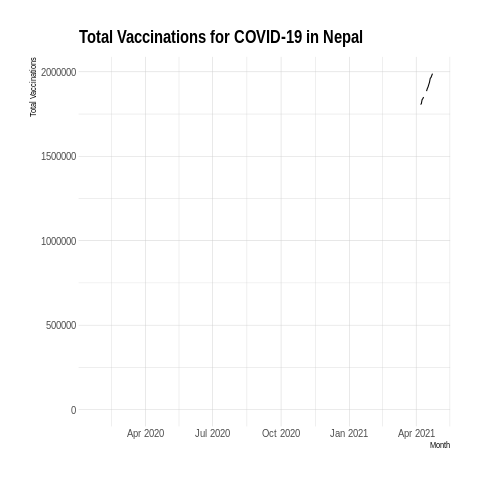 Total Vaccinations for COVID-19 in Nepal
Total Vaccinations
2000000
1500000
1000000
500000
0
Apr 2020 Jul 2020 Oct 2020 Jan 2021 Apr 2021
Month